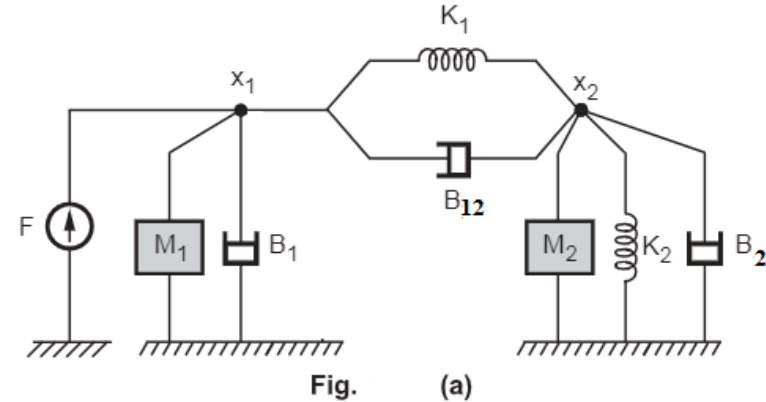 K₁
x₁
x₂
B₁₂
F
M₁
B₁
M₂
K₂
B₂
Fig. (a)